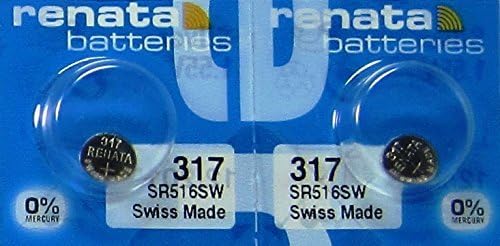 renata
batteries
317
RENATA
+
317
SR516SW
Swiss Made
0%
MERCURY
renata
batteries
317
SR516SW
Swiss Made
0%
MERCURY